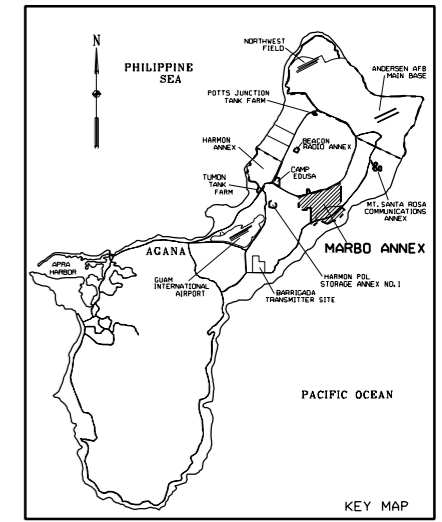 N
NORTHWEST
FIELD
PHILIPPINE
SEA
ANDERSEN AFB
MAIN BASE
POTTS JUNCTION
TANK FARM
HARMON
ANNEX
BEACON
RADIO ANNEX
CAMP
EDUSA
TUMON
TANK
FARM
MT. SANTA ROSA
COMMUNICATIONS
ANNEX
MARBO ANNEX
AGANA
APRA
HARBOR
GUAM
INTERNATIONAL
AIRPORT
HARMON POL
STORAGE ANNEX NO.1
BARRIGADA
TRANSMITTER SITE
PACIFIC OCEAN
KEY MAP